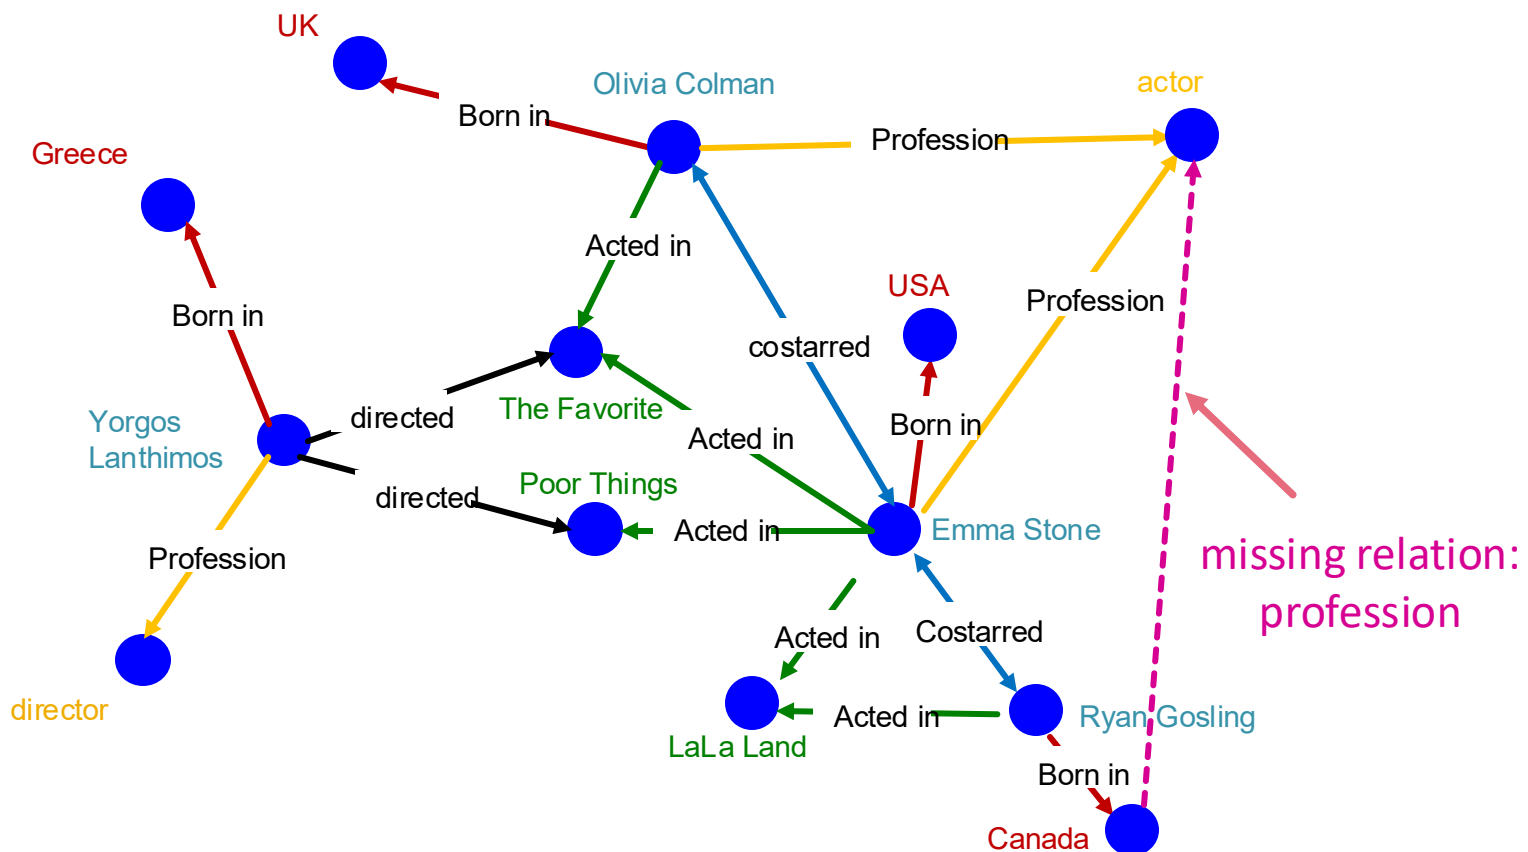 UK
Olivia Colman
actor
Born in
Profession
Greece
Acted in
USA
Born in
Profession
costarred
The Favorite
directed
Born in
Yorgos
Lanthimos
Acted in
Poor Things
directed
Acted in
Emma Stone
missing relation:
profession
Profession
Acted in
Costarred
director
Acted in
Ryan Gosling
LaLa Land
Born in
Canada